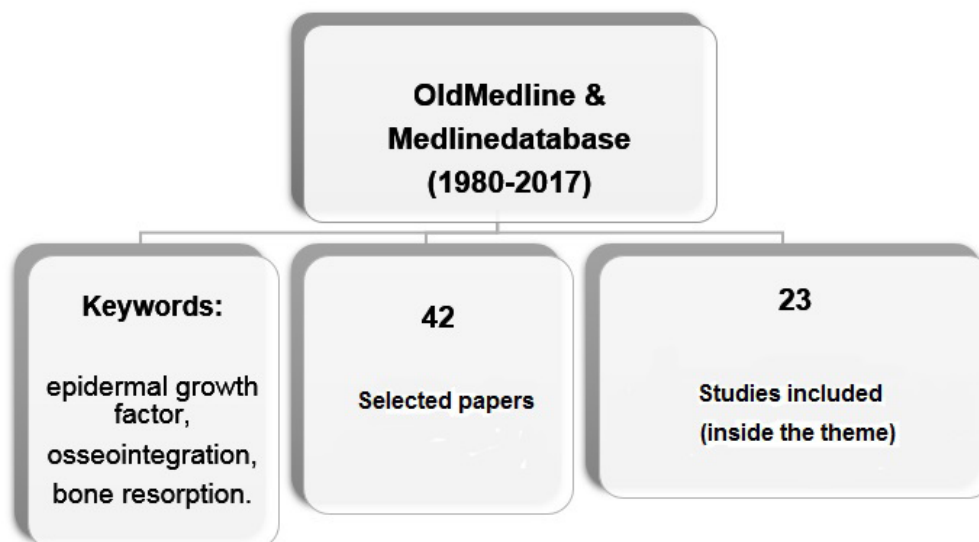 OldMedline &
Medlinedatabase
(1980-2017)
Keywords:
epidermal growth
factor,
osseointegration,
bone resorption.
42
Selected papers
23
Studies included
(inside the theme)